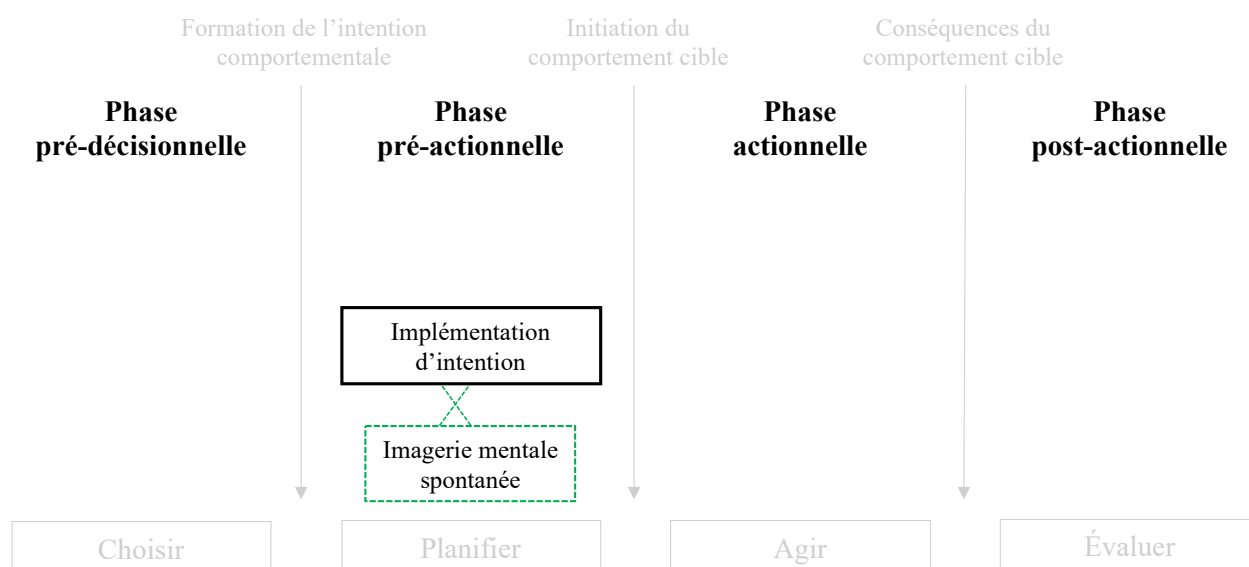 Formation de l’intention
comportementale
Initiation du
comportement cible
Conséquences du
comportement cible
Phase
pré-décisionnelle
Phase
pré-actionnelle
Phase
actionnelle
Phase
post-actionnelle
Implémentation
d’intention
Imagerie mentale
spontanée
Choisir
Planifier
Agir
Évaluer